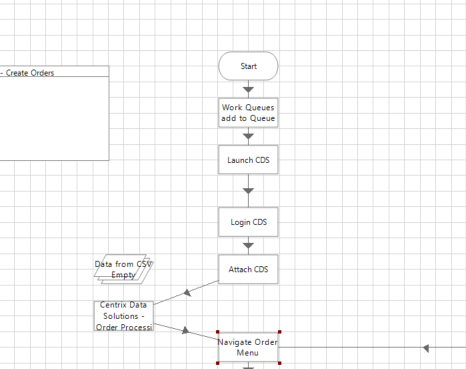 - Create Orders
Start
Work Queues
add to Queue
Launch CDS
Login CDS
Attach CDS
Data from CSV
Empty
Centrix Data
Solutions -
Order Processi
Navigate Order
Menu